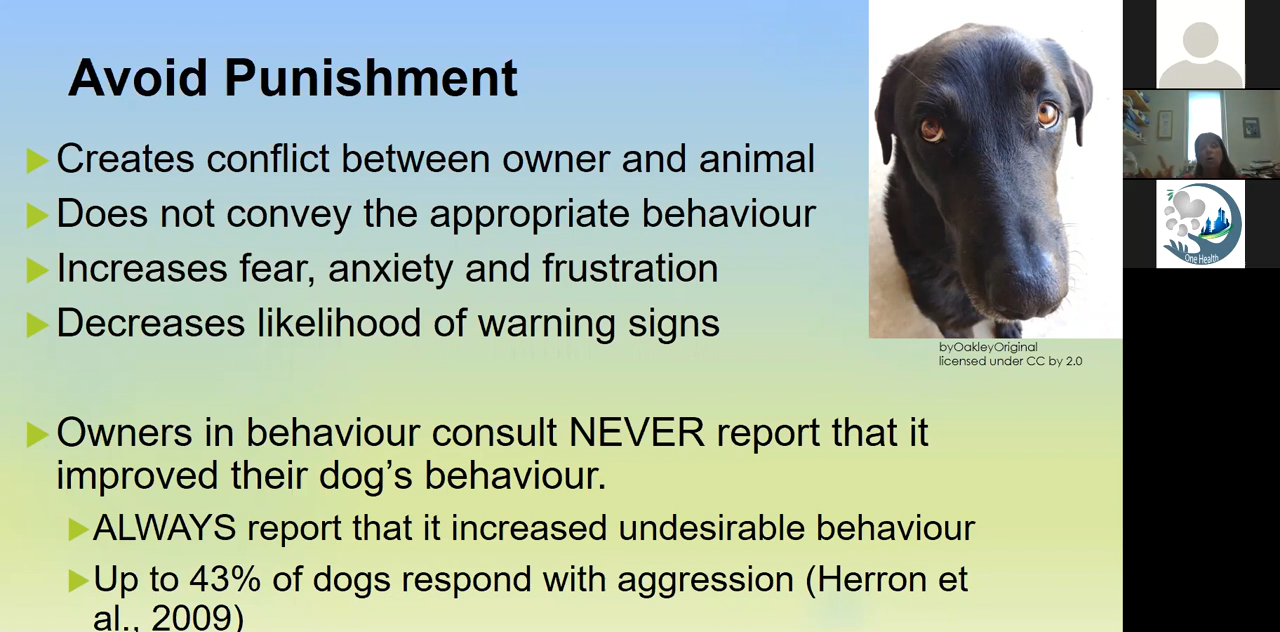 Avoid Punishment
Creates conflict between owner and animal
Does not convey the appropriate behaviour
Increases fear, anxiety and frustration
Decreases likelihood of warning signs
byOakleyOriginal
licensed under CC by 2.0
Owners in behaviour consult NEVER report that it
improved their dog’s behaviour.
ALWAYS report that it increased undesirable behaviour
Up to 43% of dogs respond with aggression (Herron et
al., 2009)
One Health